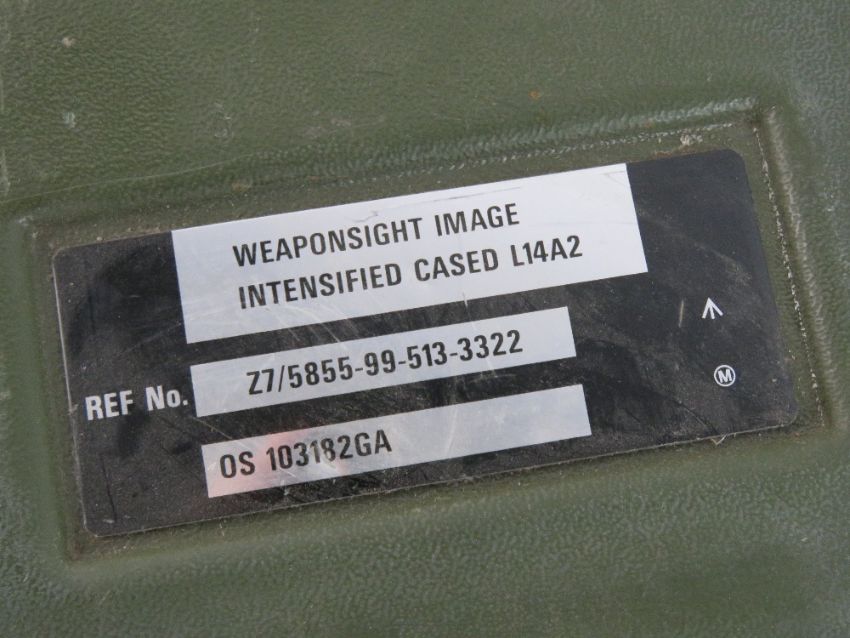 WEAPONSIGHT IMAGE
INTENSIFIED CASED L14A2
REF No. Z7/5855-99-513-3322
OS 103182GA
M